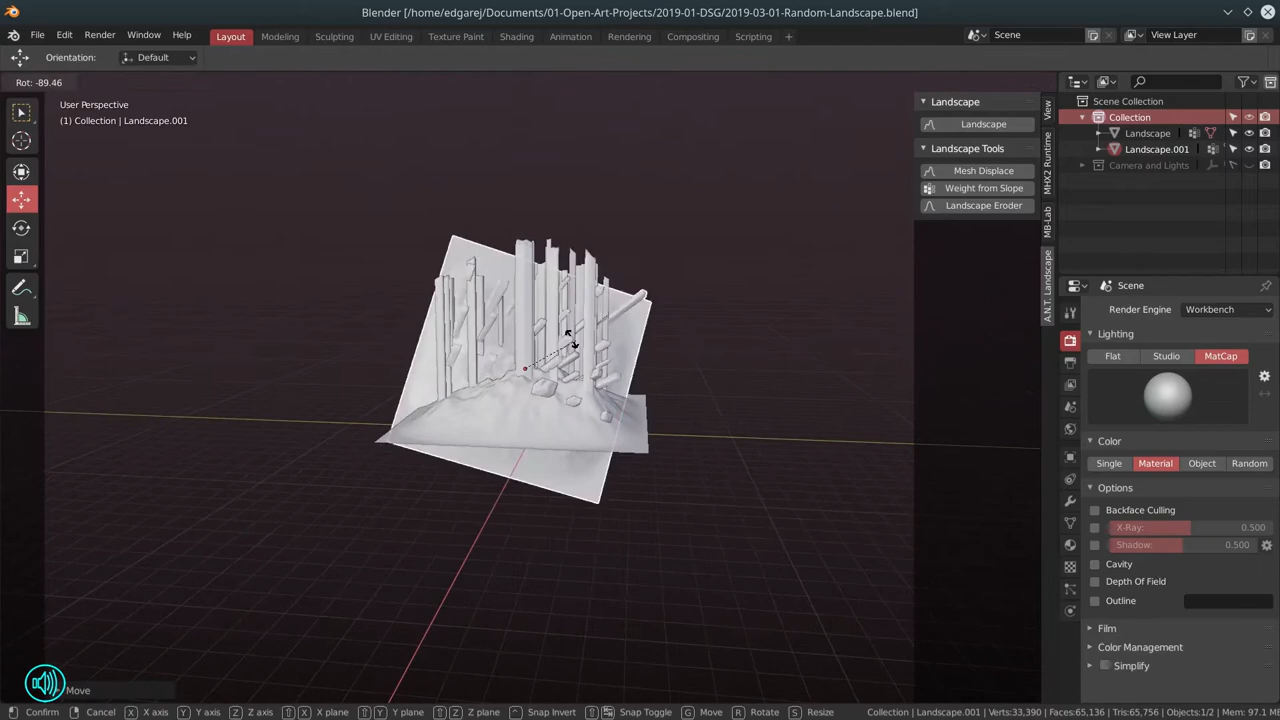 Blender [/home/edgarej/Documents/01-Open-Art-Projects/2019-01-DSG/2019-03-01-Random-Landscape.blend]
File Edit Render Window Help Layout Modeling Sculpting UV Editing Texture Paint Shading Animation Rendering Compositing Scripting + Scene View Layer
Orientation: Default
Rot: -89.46
User Perspective
(1) Collection | Landscape.001
Landscape
Landscape
Landscape Tools
Mesh Displace
Weight from Slope
Landscape Eroder
View
MHX2 Runtime
MB-Lab
A.N.T. Landscape
Scene Collection
Collection
Landscape
Landscape.001
Camera and Lights
Scene
Render Engine Workbench
Lighting
Flat Studio MatCap
Color
Single Material Object Random
Options
Backface Culling
X-Ray: 0.500
Shadow: 0.500
Cavity
Depth Of Field
Outline
Film
Color Management
Simplify
Move
Confirm Cancel X X axis Y Y axis Z Z axis X X plane Y Y plane Z Z plane Snap Invert Snap Toggle G Move R Rotate S Resize Collection | Landscape.001 | Verts:33,390 | Faces:65,136 | Tris:65,756 | Objects:1/2 | Mem: 97.1 M